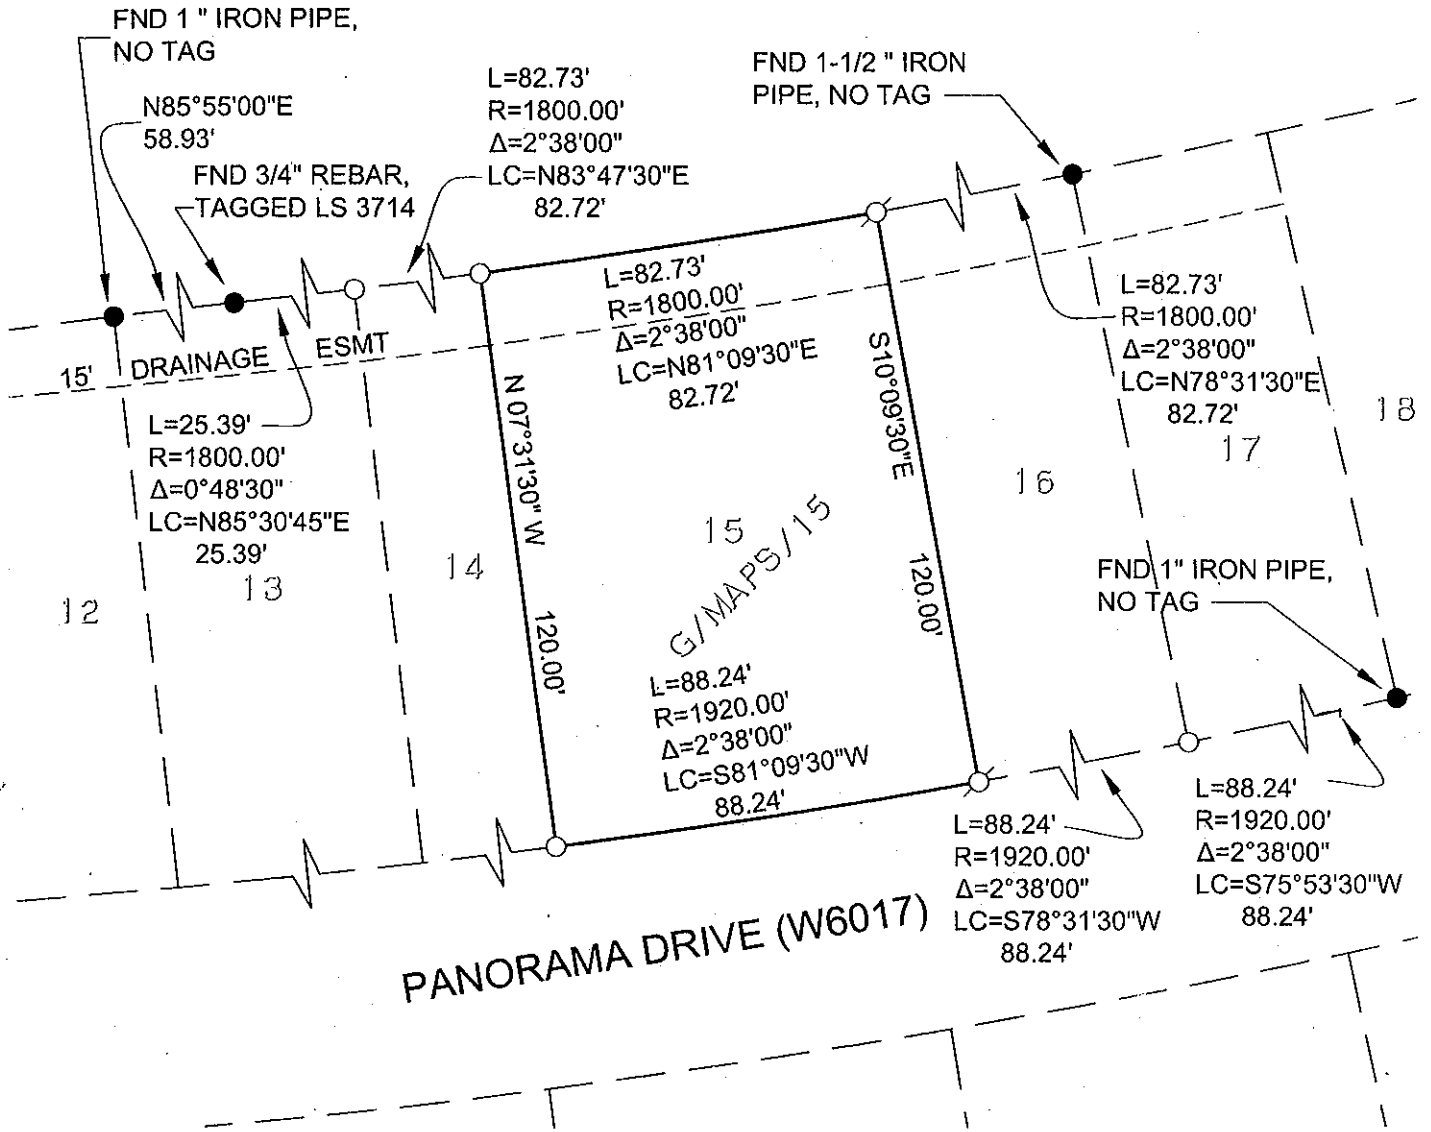 FND 1 " IRON PIPE,
NO TAG
N85°55'00"E
58.93'
FND 3/4" REBAR,
TAGGED LS 3714
L=82.73'
R=1800.00'
Δ=2°38'00"
LC=N83°47'30"E
82.72'
FND 1-1/2 " IRON
PIPE, NO TAG
L=82.73'
R=1800.00'
Δ=2°38'00"
LC=N81°09'30"E
82.72'
L=82.73'
R=1800.00'
Δ=2°38'00"
LC=N78°31'30"E
82.72'
15' DRAINAGE ESMT
L=25.39'
R=1800.00'
Δ=0°48'30"
LC=N85°30'45"E
25.39'
N 07°31'30" W
120.00'
S10°09'30"E
120.00'
12
13
14
15
16
17
18
G/MAPS/15
FND 1" IRON PIPE,
NO TAG
L=88.24'
R=1920.00'
Δ=2°38'00"
LC=S81°09'30"W
88.24'
L=88.24'
R=1920.00'
Δ=2°38'00"
LC=S78°31'30"W
88.24'
L=88.24'
R=1920.00'
Δ=2°38'00"
LC=S75°53'30"W
88.24'
PANORAMA DRIVE (W6017)